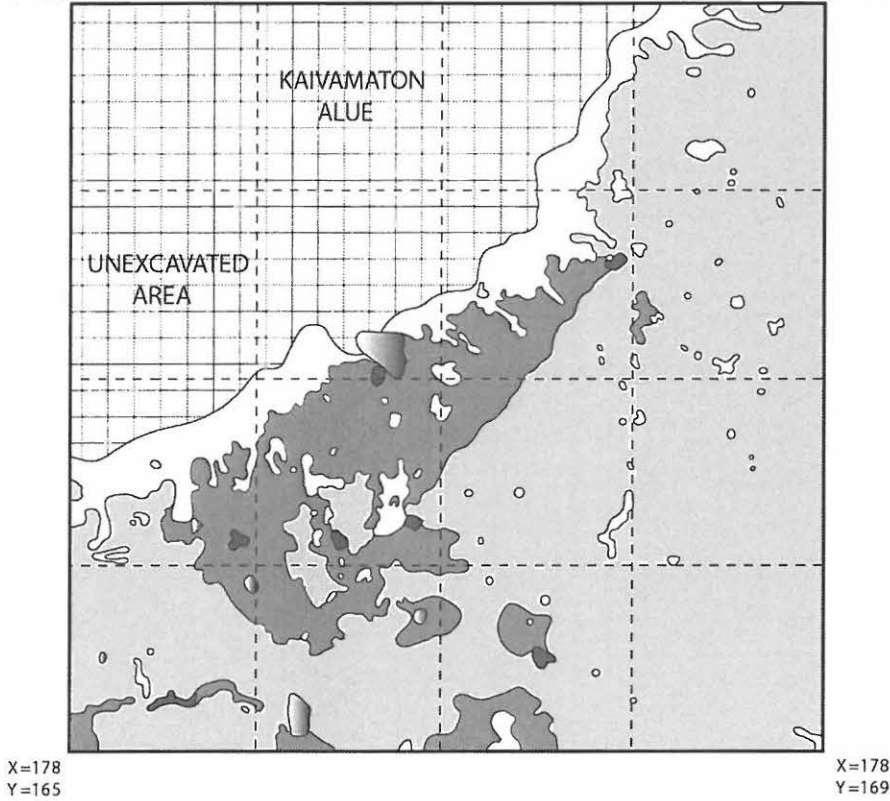 KAIVAMATON
ALUE
UNEXCAVATED
AREA
X=178
Y=165
X=178
Y=169